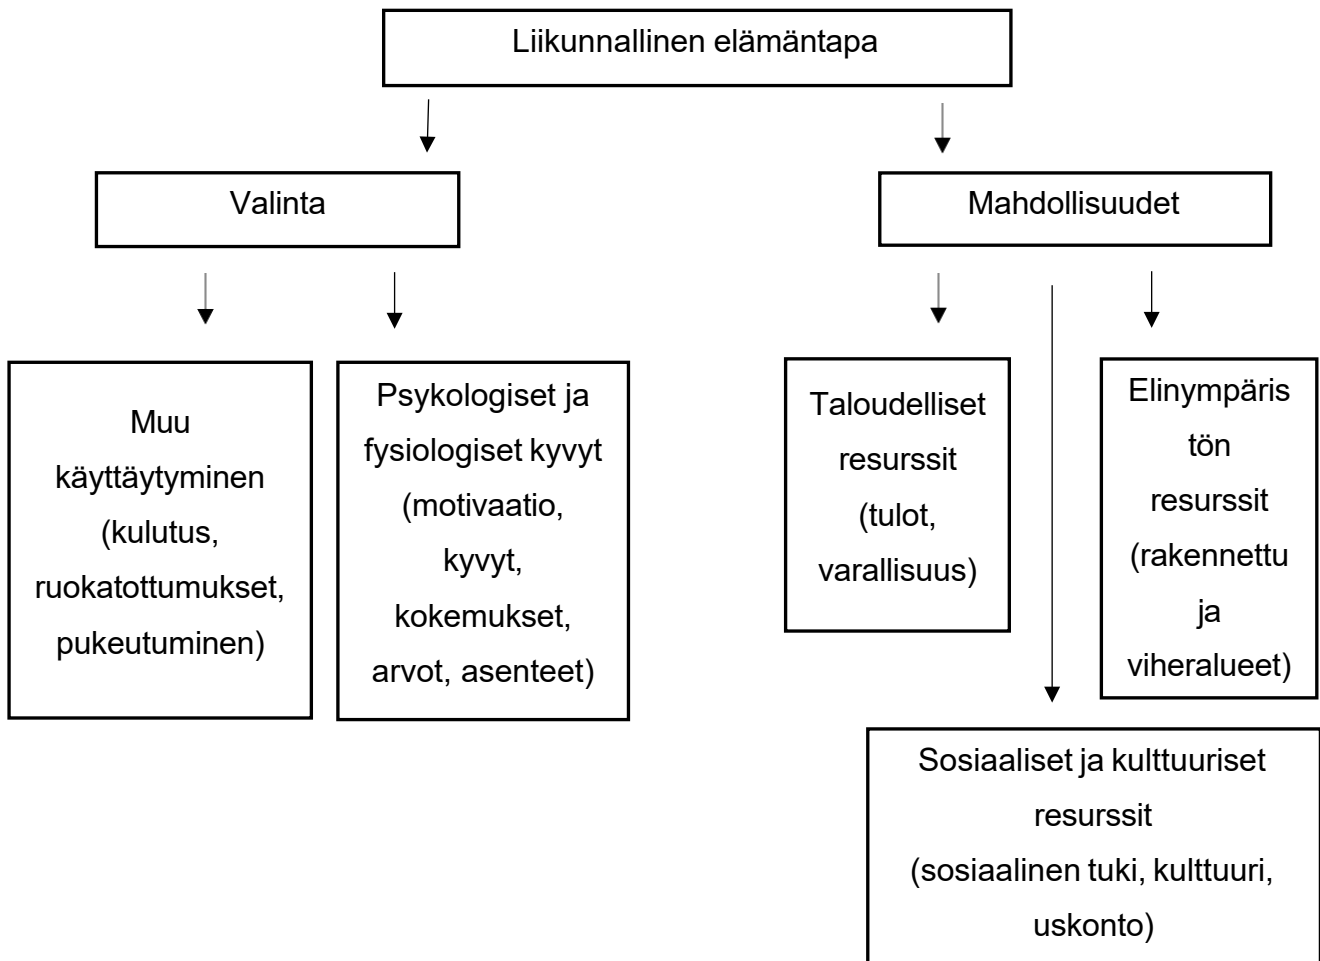 Liikunnallinen elämäntapa
Valinta
Mahdollisuudet
Muu
käyttäytyminen
(kulutus,
ruokatottumukset,
pukeutuminen)
Psykologiset ja
fysiologiset kyvyt
(motivaatio,
kyvyt,
kokemukset,
arvot, asenteet)
Taloudelliset
resurssit
(tulot,
varallisuus)
Elinympäris
tön
resurssit
(rakennettu
ja
viheralueet)
Sosiaaliset ja kulttuuriset
resurssit
(sosiaalinen tuki, kulttuuri,
uskonto)